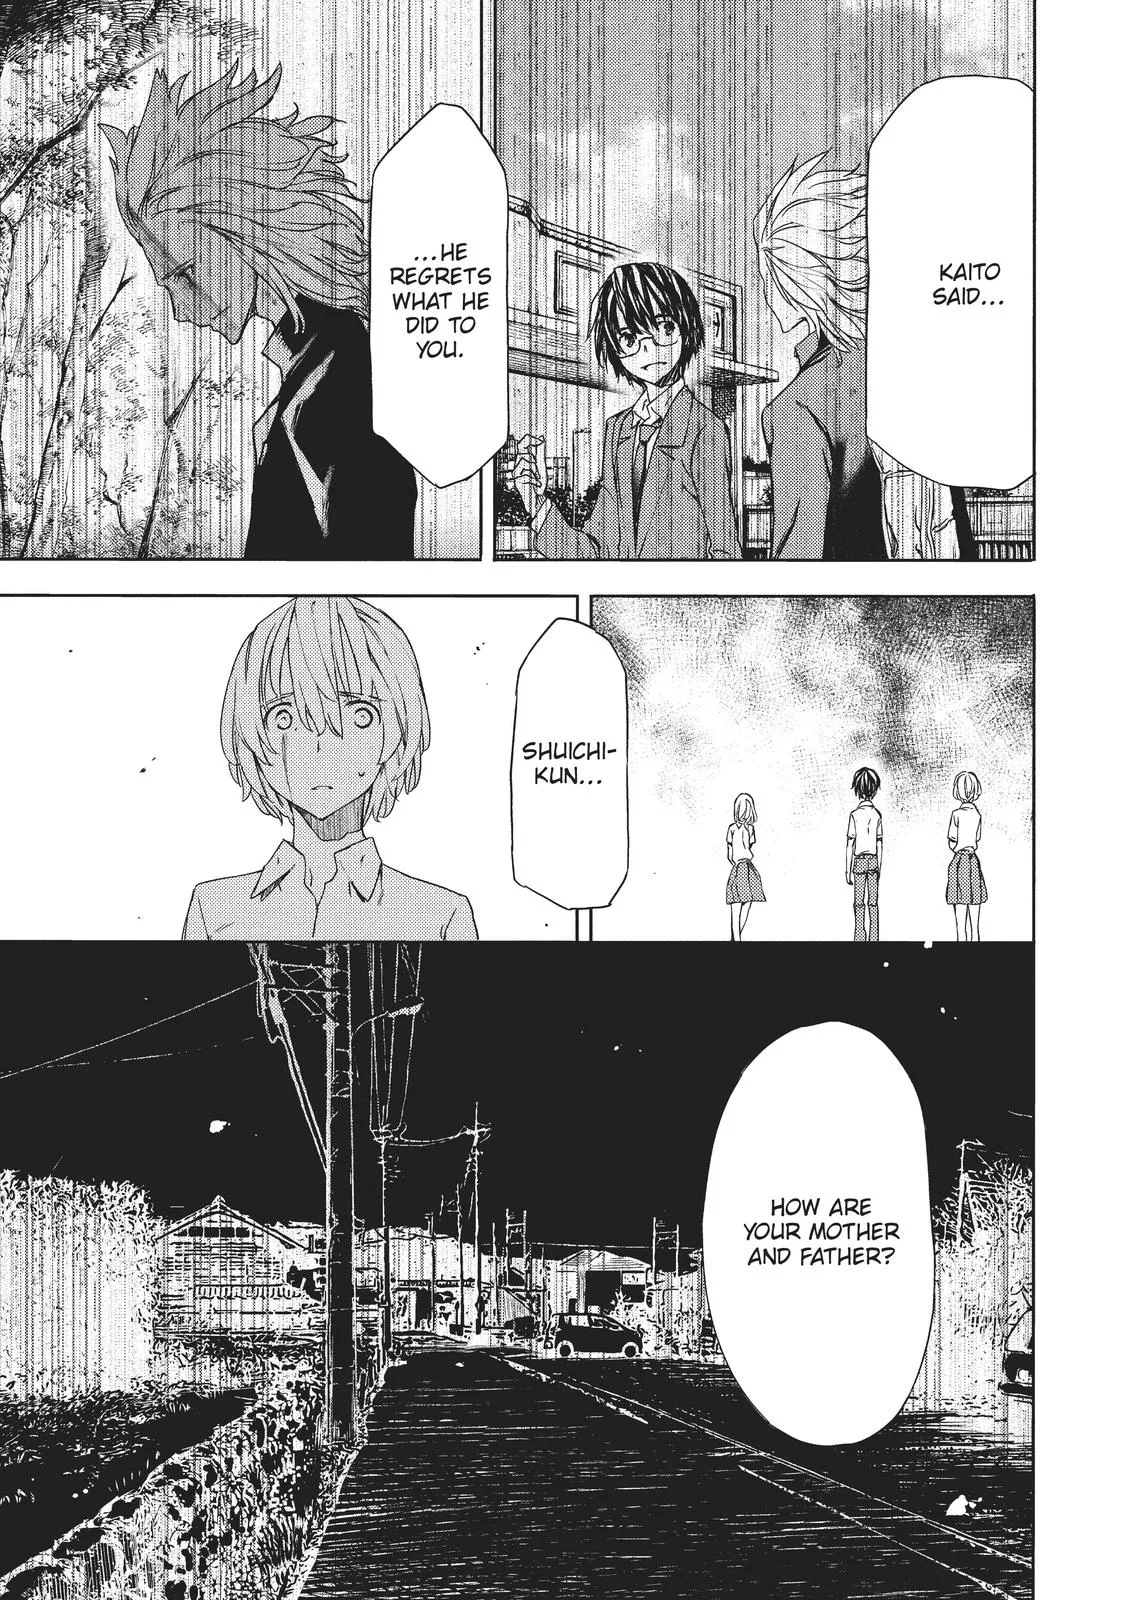 KAITO
SAID...
...HE
REGRETS
WHAT HE
DID TO
YOU.
SHUICHI-
KUN...
HOW ARE
YOUR MOTHER
AND FATHER?